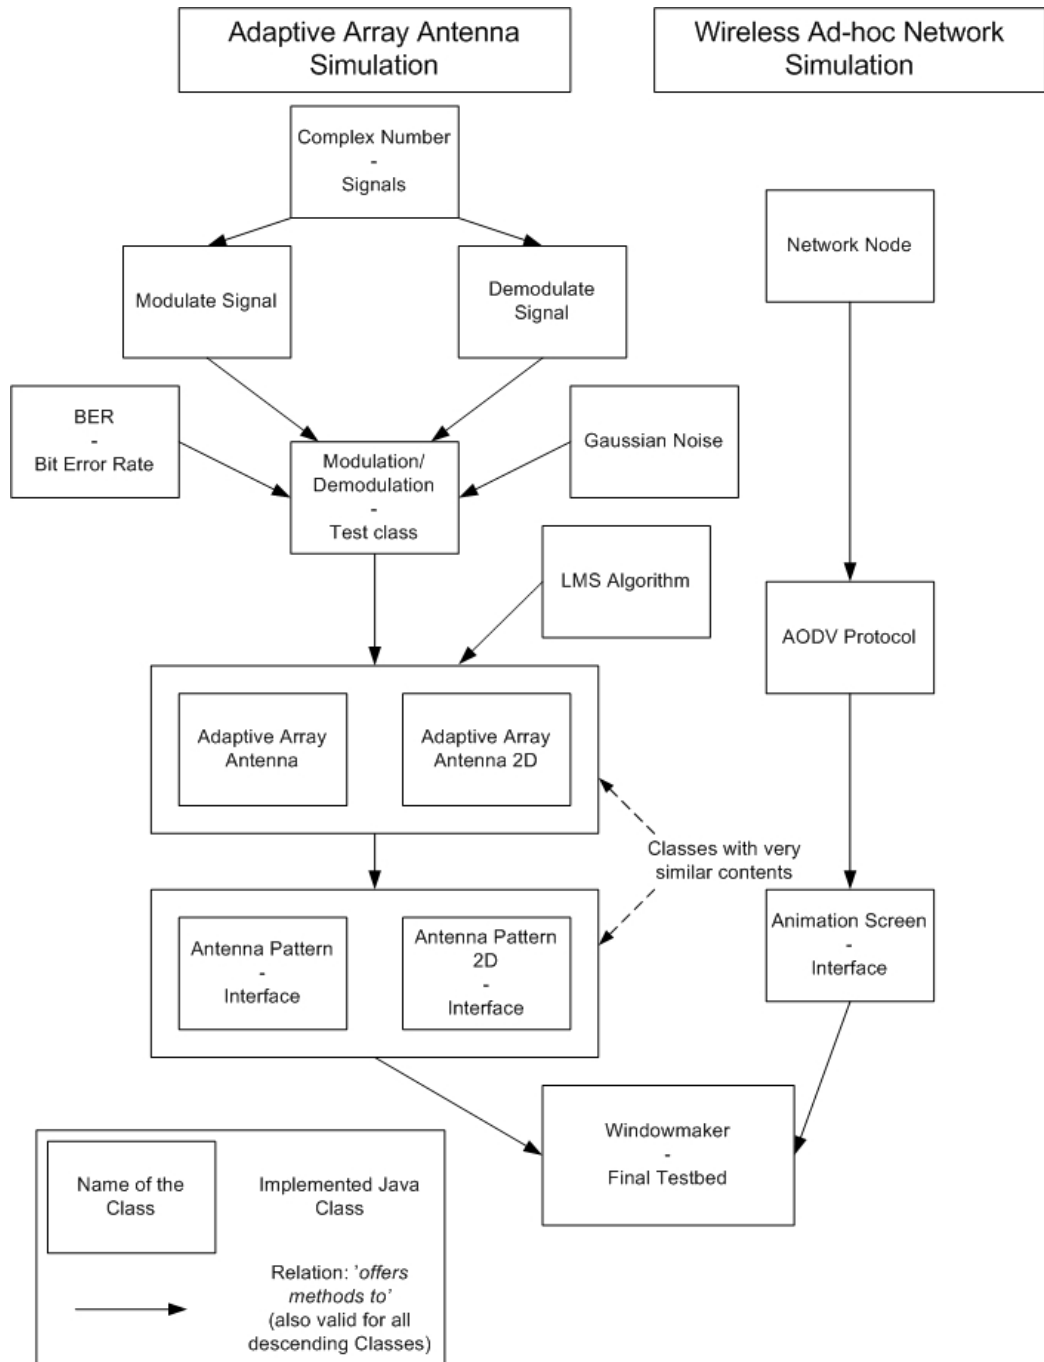 Adaptive Array Antenna
Simulation
Wireless Ad-hoc Network
Simulation
Complex Number
-
Signals
Network Node
Modulate Signal
Demodulate
Signal
BER
-
Bit Error Rate
Gaussian Noise
Modulation/
Demodulation
-
Test class
LMS Algorithm
AODV Protocol
Adaptive Array
Antenna
Adaptive Array
Antenna 2D
Classes with very
similar contents
Antenna Pattern
-
Interface
Antenna Pattern
2D
-
Interface
Animation Screen
-
Interface
Windowmaker
-
Final Testbed
Name of the
Class
Implemented Java
Class
Relation: 'offers
methods to'
(also valid for all
descending Classes)